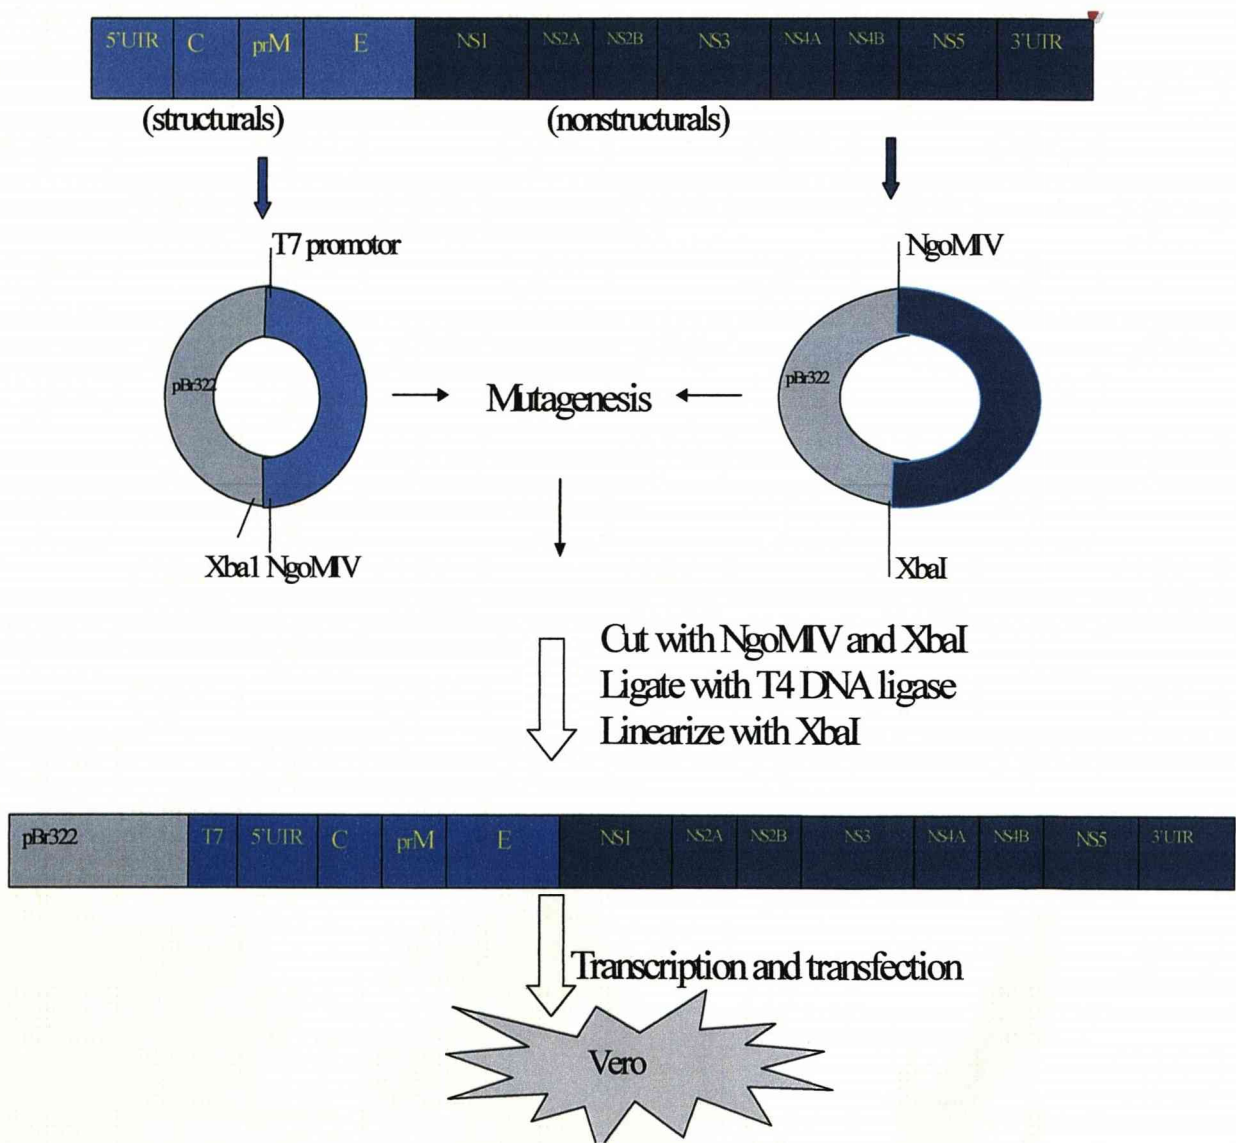 5'UTR C prM E NS1 NS2A NS2B NS3 NS4A NS4B NS5 3'UTR
(structurals) (nonstructurals)
T7 promotor NgoMIV
pBr322 Mutagenesis pBr322
Xba1 NgoMIV XbaI
Cut with NgoMIV and XbaI
Ligate with T4 DNA ligase
Linearize with XbaI
pBr322 T7 5'UTR C prM E NS1 NS2A NS2B NS3 NS4A NS4B NS5 3'UTR
Transcription and transfection
Vero